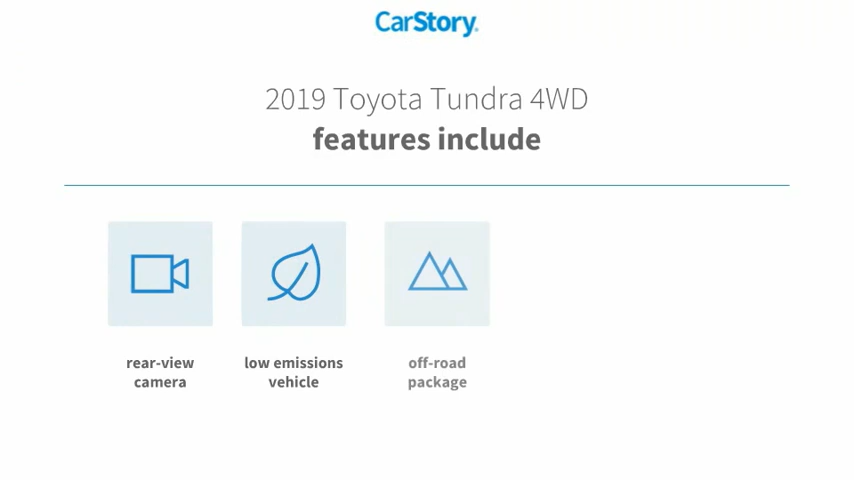 CarStory.
2019 Toyota Tundra 4WD
features include
rear-view
camera
low emissions
vehicle
off-road
package